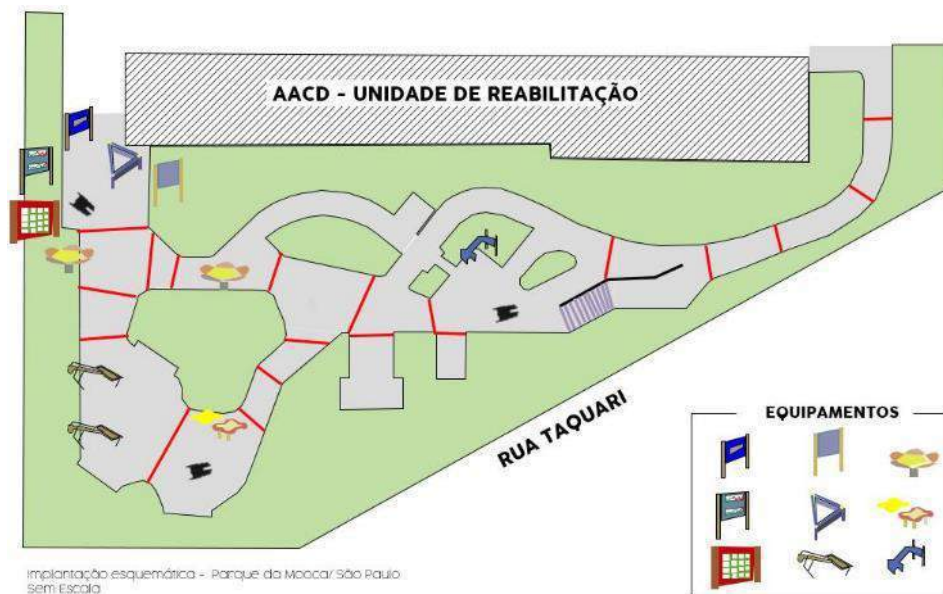 AACD - UNIDADE DE REABILITAÇÃO
RUA TAQUARI
EQUIPAMENTOS
Implantação esquemática - Parque da Mooca/ São Paulo
Sem Escala